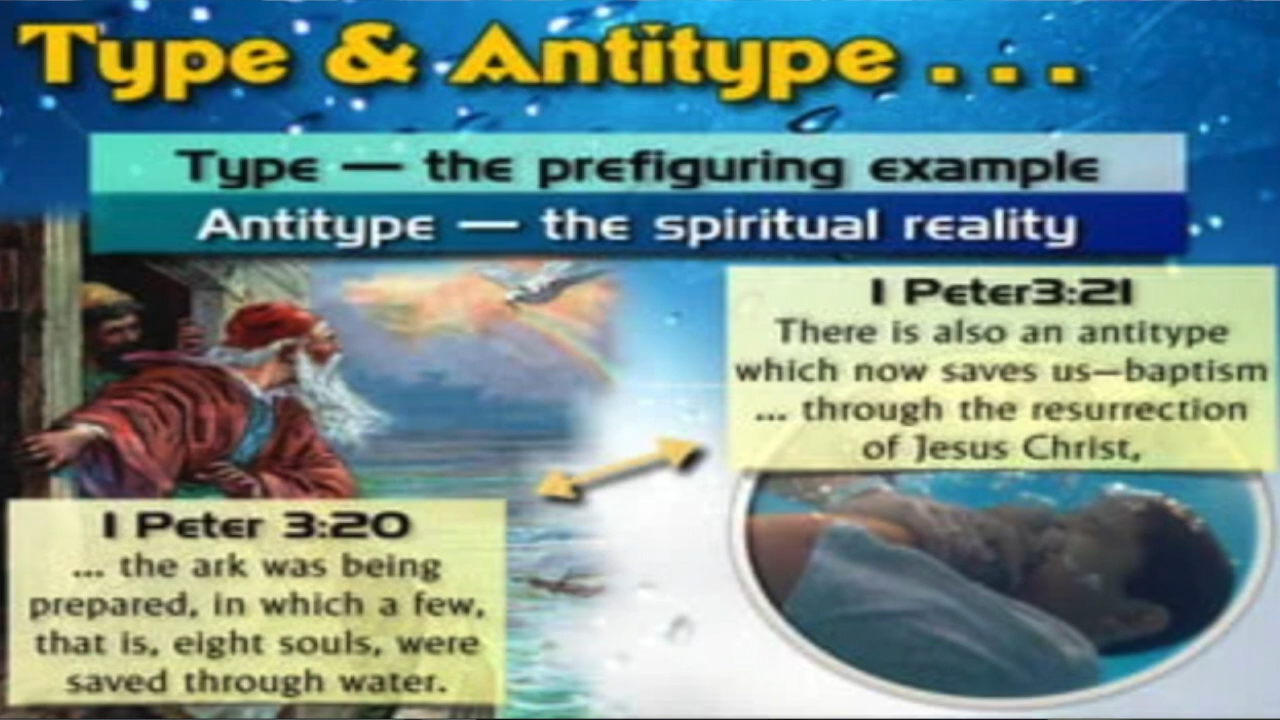 Type & Antitype . . .
Type — the prefiguring example
Antitype — the spiritual reality
1 Peter3:21
There is also an antitype
which now saves us—baptism
... through the resurrection
of Jesus Christ,
1 Peter 3:20
... the ark was being
prepared, in which a few,
that is, eight souls, were
saved through water.